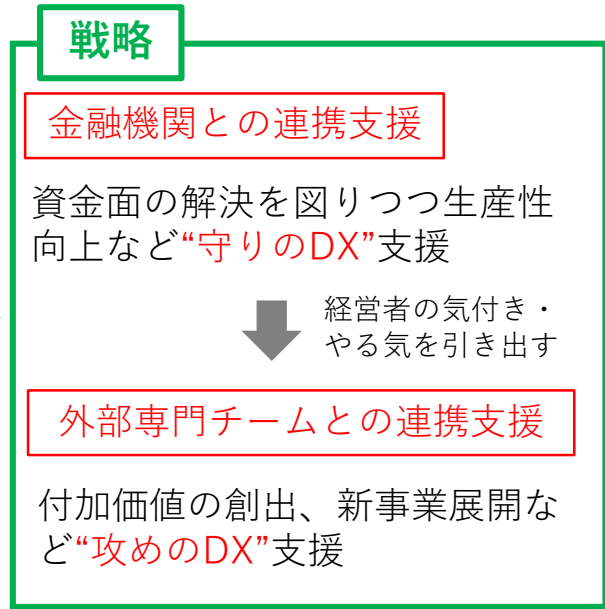 戦略
金融機関との連携支援
資金面の解決を図りつつ生産性
向上など“守りのDX”支援
経営者の気付き・
やる気を引き出す
外部専門チームとの連携支援
付加価値の創出、新事業展開な
ど“攻めのDX”支援